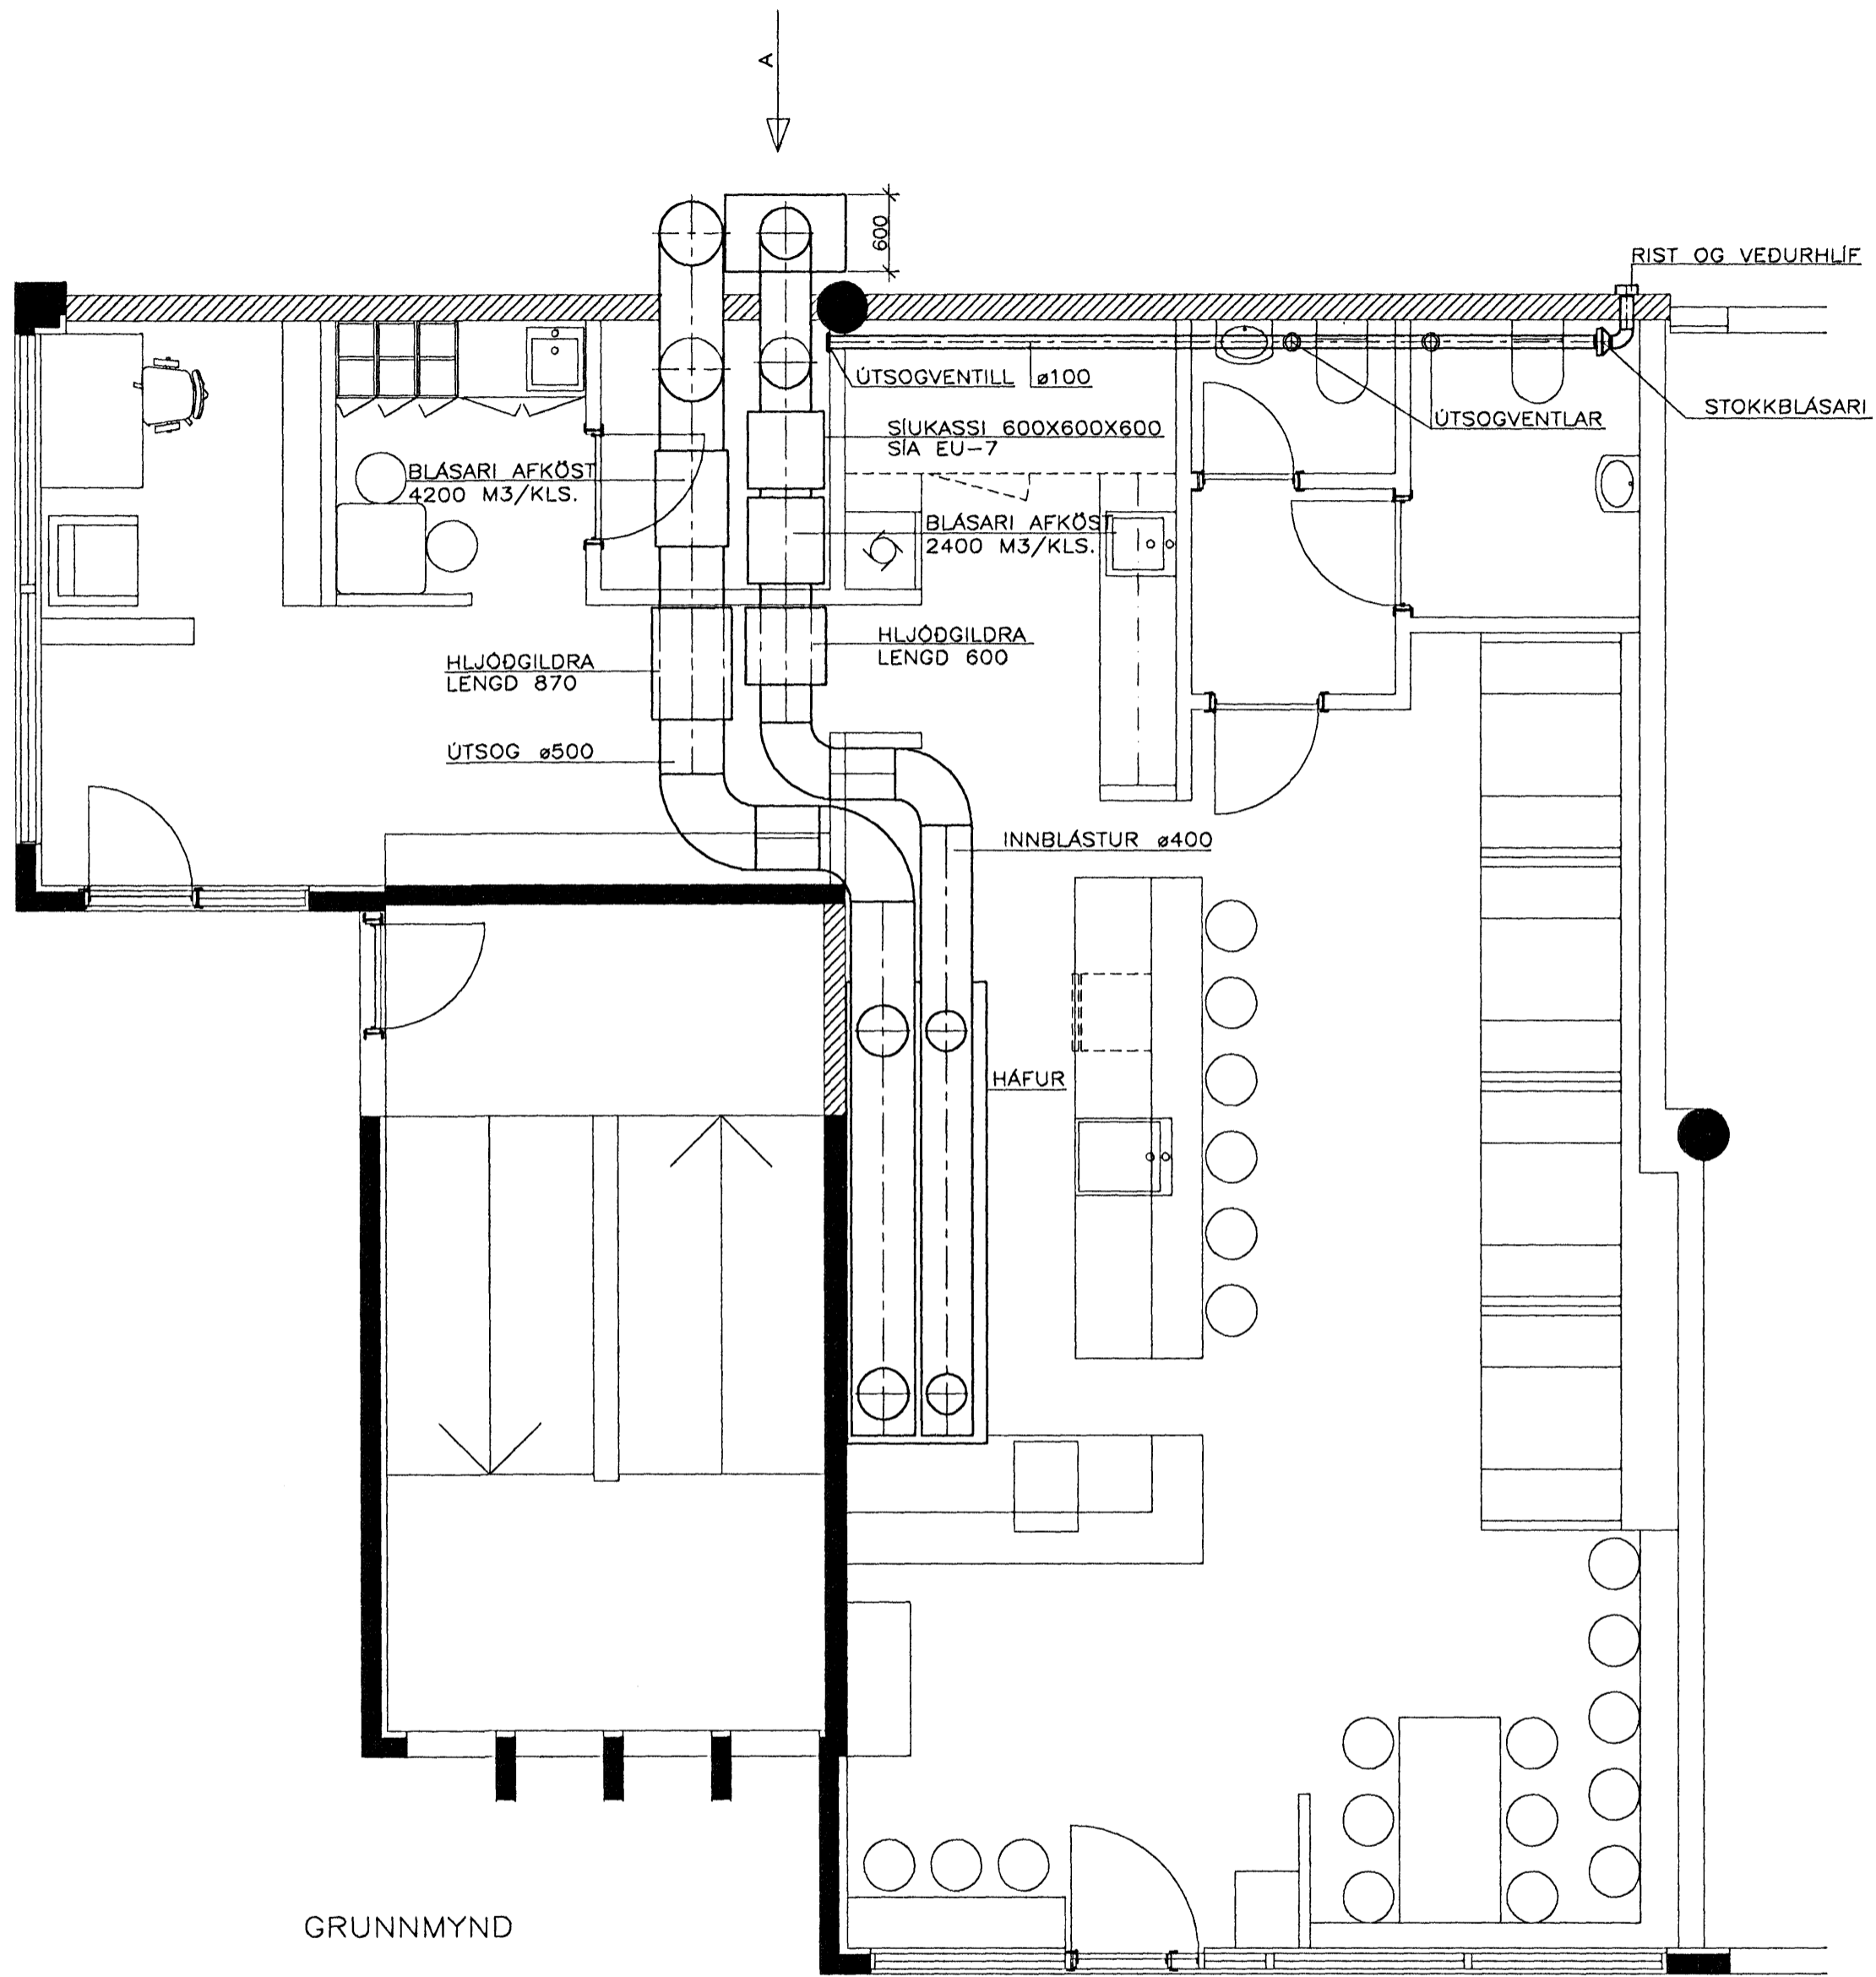 A
600
RIST OG VEÐURHLÍF
ÚTSOGVENTILL
ø100
STOKKBLÁSARI
ÚTSOGVENTLAR
SÍUKASSI 600X600X600
SÍA EU-7
BLÁSARI AFKÖST
4200 M3/KLS.
BLÁSARI AFKÖST
2400 M3/KLS.
HLJÓÐGILDRA
LENGD 600
HLJÓÐGILDRA
LENGD 870
ÚTSOG ø500
INNBLÁSTUR ø400
HÁFUR
GRUNNMYND